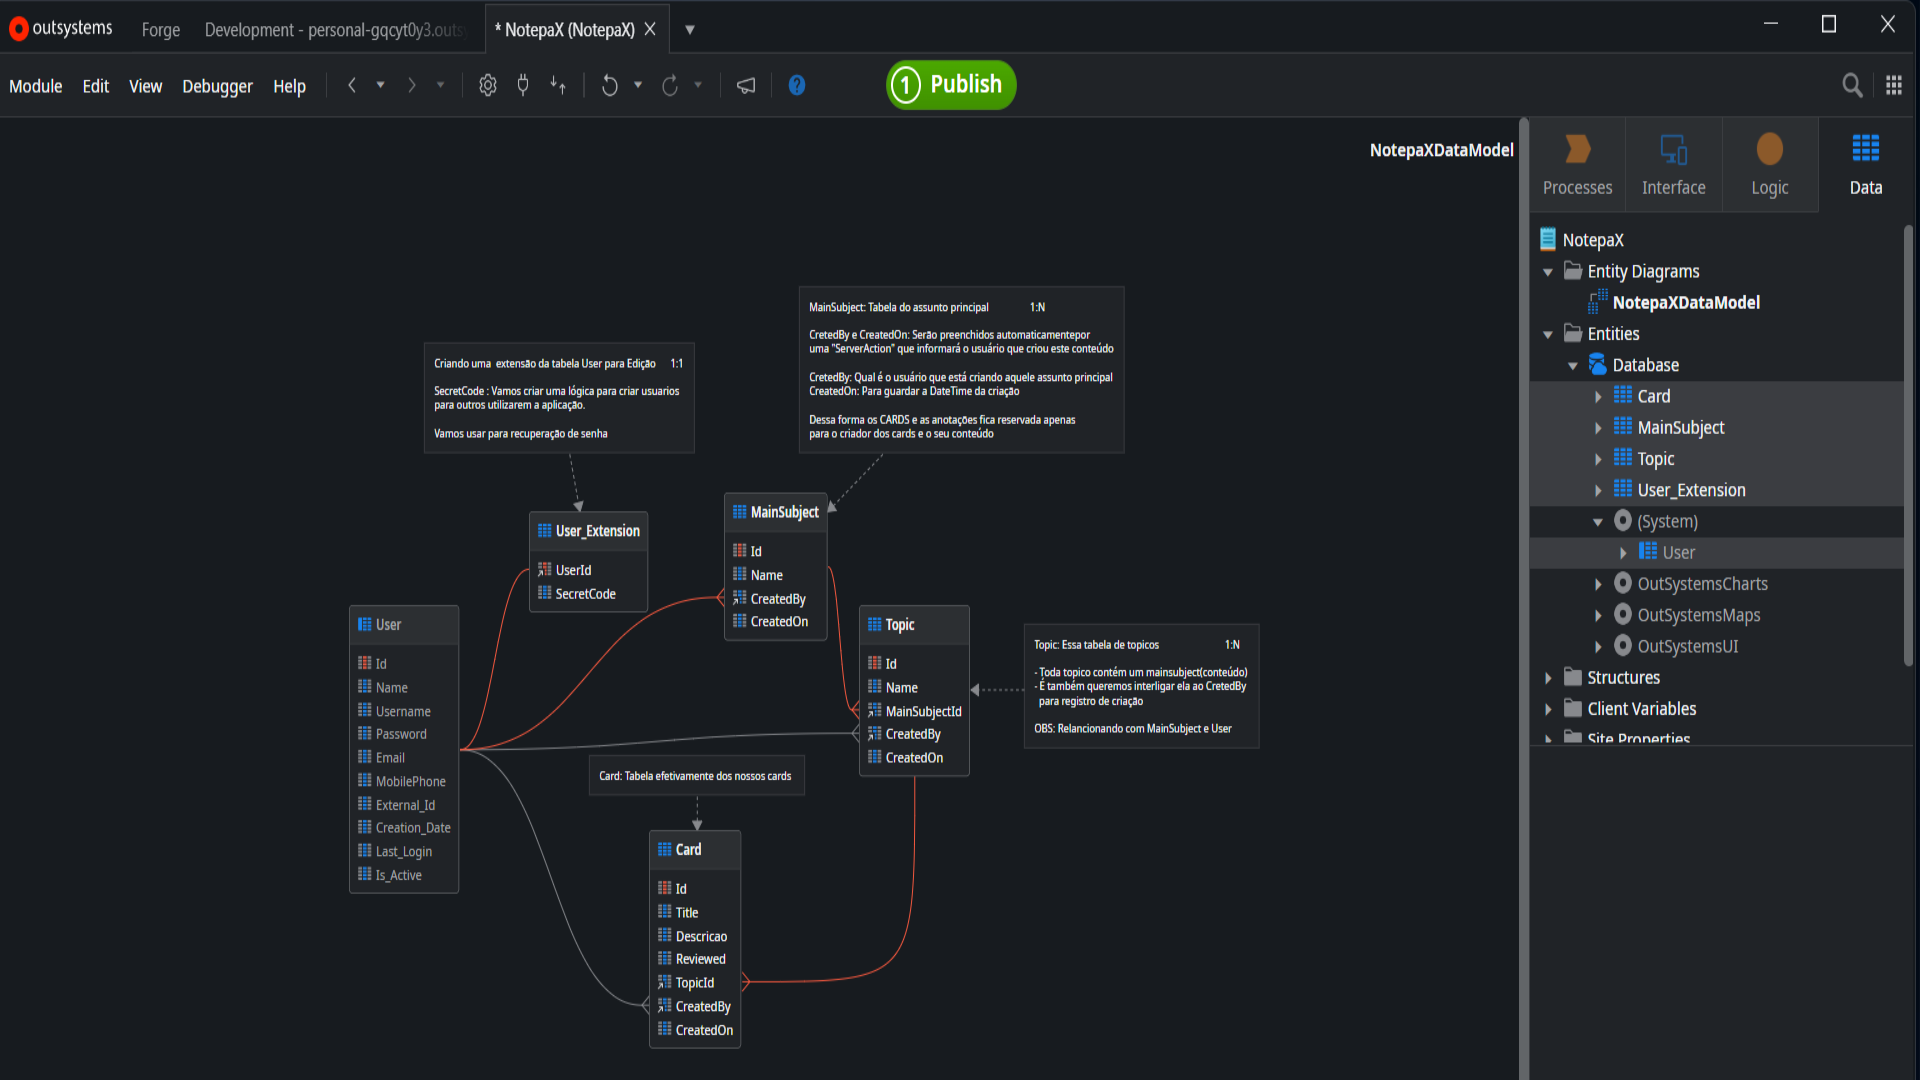 outsystems
Forge
Development - personal-gqcyt0y3.outs
* NotepaX (NotepaX)
Module
Edit
View
Debugger
Help
1
Publish
NotepaXDataModel
Criando uma extensão da tabela User para Edição 1:1
SecretCode : Vamos criar uma lógica para criar usuarios
para outros utilizarem a aplicação.
Vamos usar para recuperação de senha
MainSubject: Tabela do assunto principal 1:N
CretedBy e CreatedOn: Serão preenchidos automaticamentepor
uma "ServerAction" que informará o usuário que criou este conteúdo
CretedBy: Qual é o usuário que está criando aquele assunto principal
CreatedOn: Para guardar a DateTime da criação
Dessa forma os CARDS e as anotações fica reservada apenas
para o criador dos cards e o seu conteúdo
User_Extension
UserId
SecretCode
MainSubject
Id
Name
CreatedBy
CreatedOn
User
Id
Name
Username
Password
Email
MobilePhone
External_Id
Creation_Date
Last_Login
Is_Active
Topic
Id
Name
MainSubjectId
CreatedBy
CreatedOn
Topic: Essa tabela de topicos 1:N
- Toda topico contém um mainsubject(conteúdo)
- É também queremos interligar ela ao CretedBy
para registro de criação
OBS: Relancionando com MainSubject e User
Card: Tabela efetivamente dos nossos cards
Card
Id
Title
Descricao
Reviewed
TopicId
CreatedBy
CreatedOn
Processes
Interface
Logic
Data
NotepaX
Entity Diagrams
NotepaXDataModel
Entities
Database
Card
MainSubject
Topic
User_Extension
(System)
User
OutSystemsCharts
OutSystemsMaps
OutSystemsUI
Structures
Client Variables
Site Properties